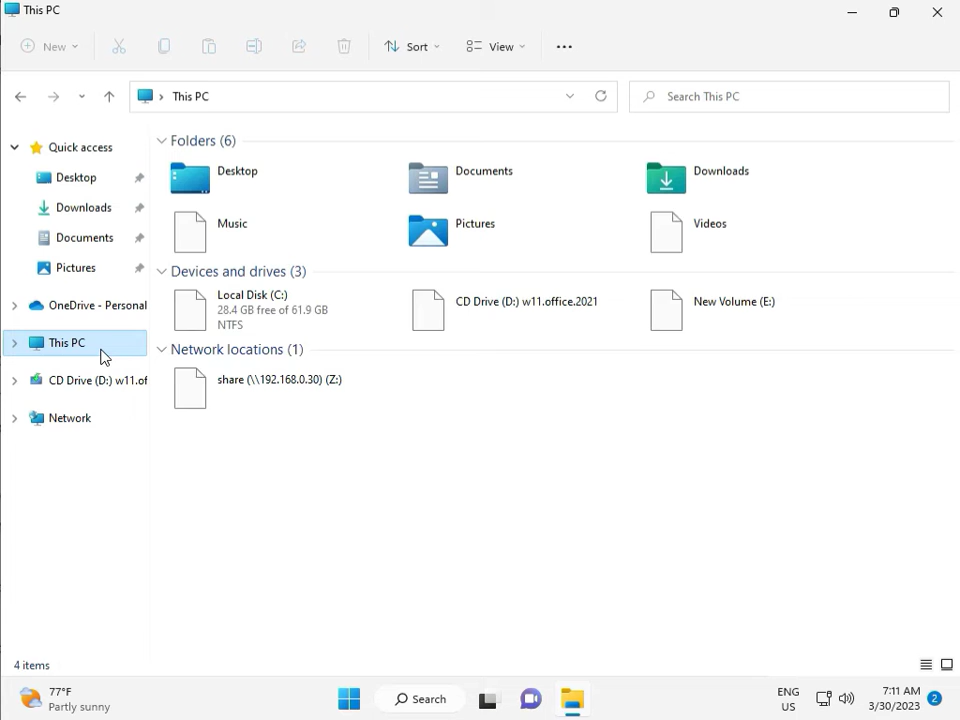 This PC
New
Sort
View
This PC
Search This PC
Quick access
Desktop
Downloads
Documents
Pictures
OneDrive - Personal
This PC
CD Drive (D:) w11.of
Network
Folders (6)
Desktop
Documents
Downloads
Music
Pictures
Videos
Devices and drives (3)
Local Disk (C:)
28.4 GB free of 61.9 GB
NTFS
CD Drive (D:) w11.office.2021
New Volume (E:)
Network locations (1)
share (\\192.168.0.30) (Z:)
4 items
77°F
Partly sunny
Search
ENG
US
7:11 AM
3/30/2023
2